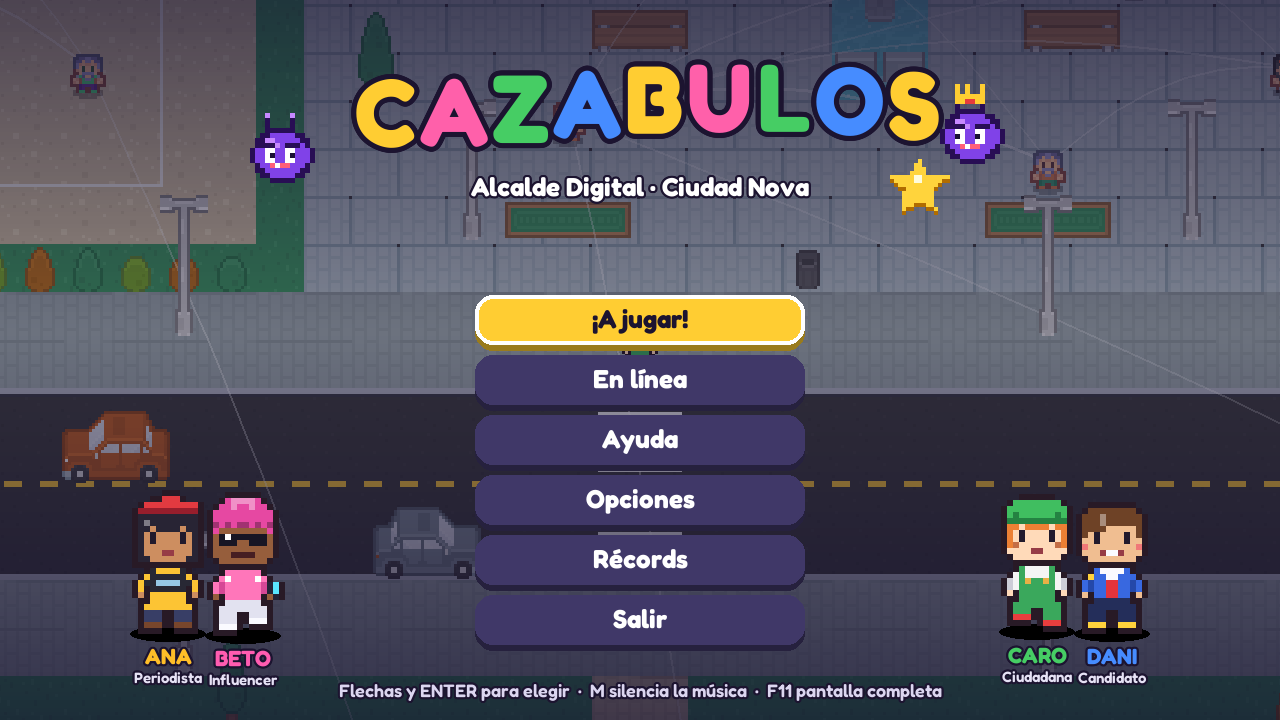 CAZABULOS
Alcalde Digital · Ciudad Nova
¡A jugar!
En línea
Ayuda
Opciones
Récords
Salir
ANA
Periodista
BETO
Influencer
CARO
Ciudadana
DANI
Candidato
Flechas y ENTER para elegir · M silencia la música · F11 pantalla completa